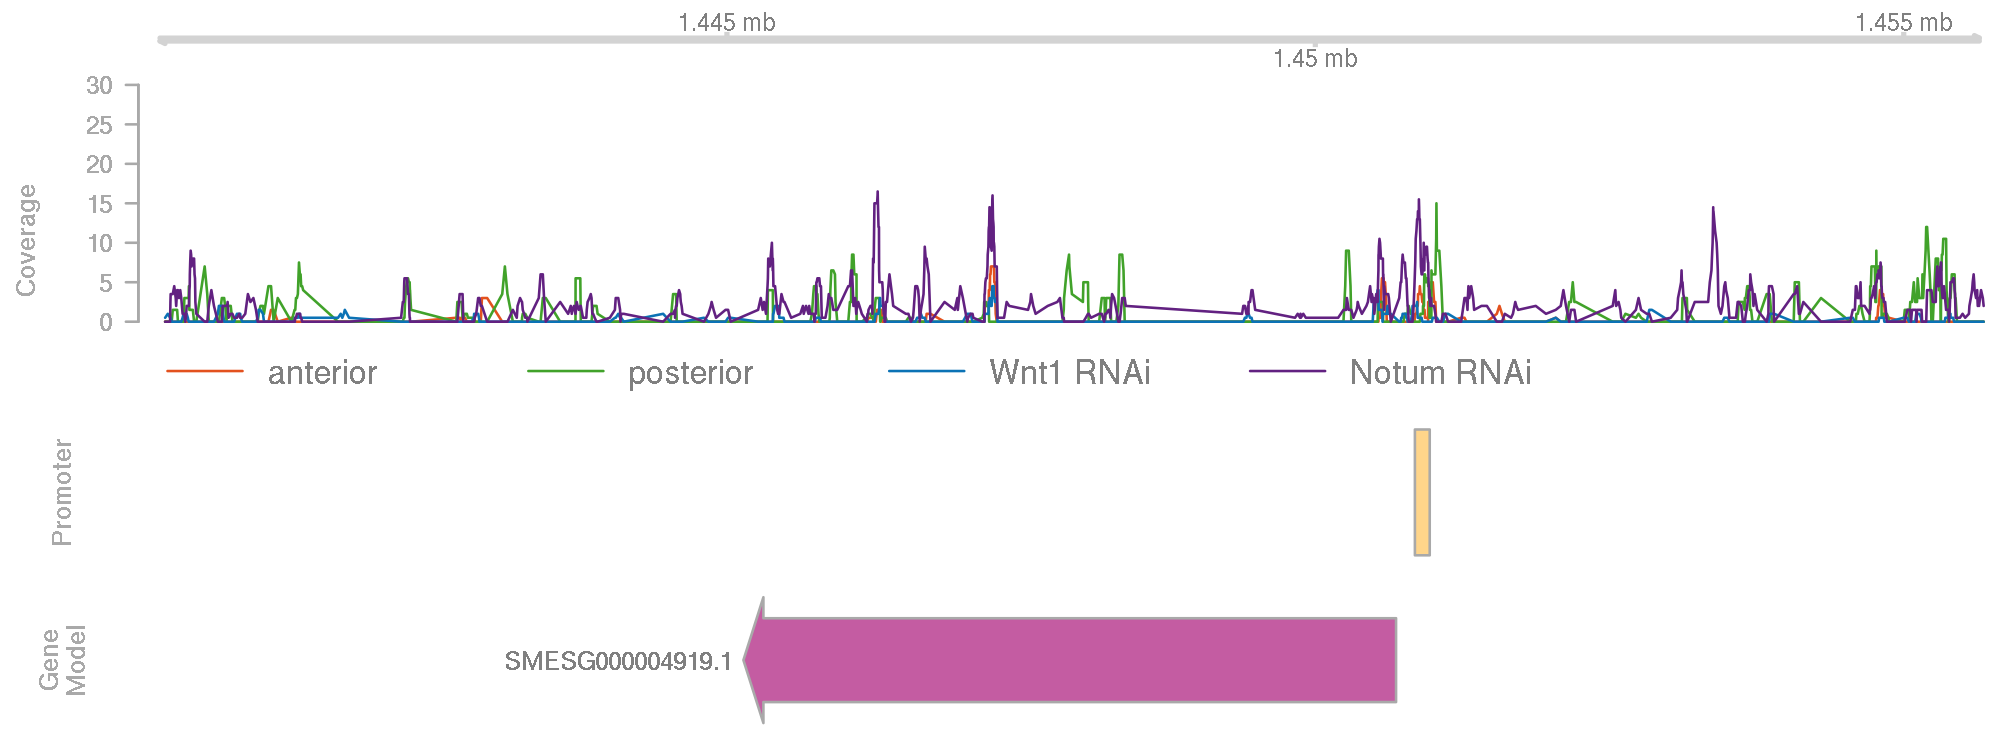 1.445 mb
1.455 mb
1.45 mb
30
25
20
15
10
5
0
Coverage
anterior posterior Wnt1 RNAi Notum RNAi
Promoter
Gene
Model
SMESG000004919.1